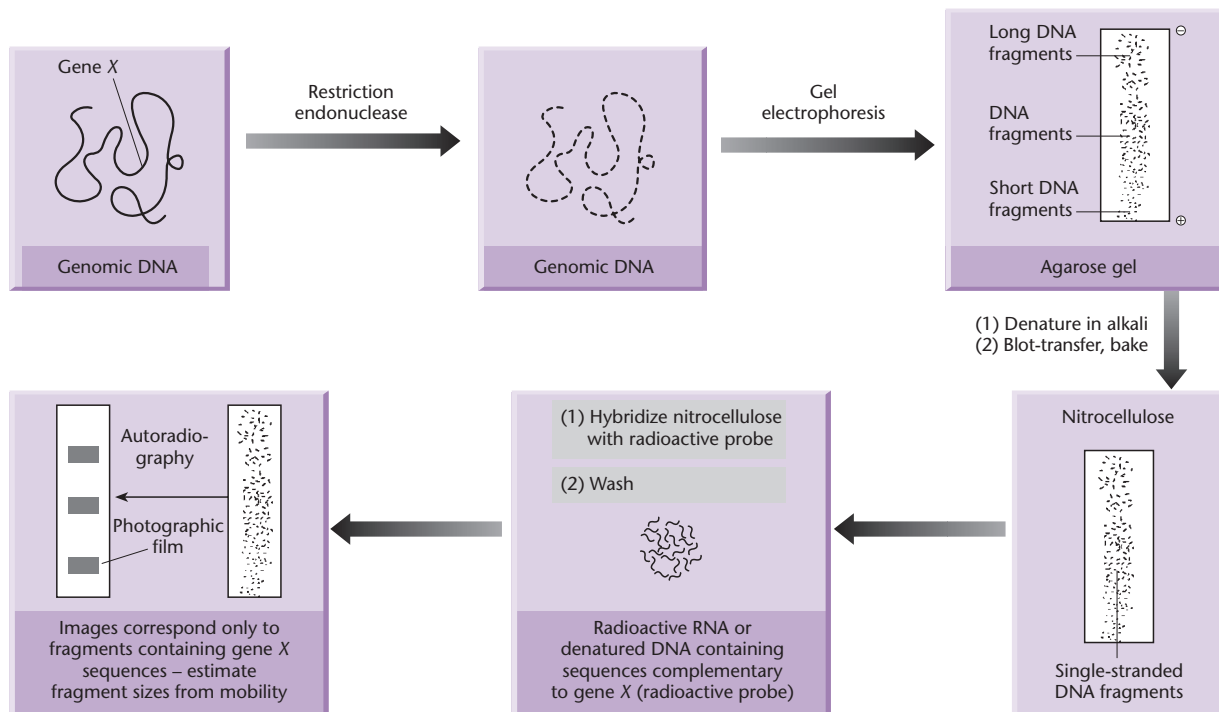 Gene X
Genomic DNA
Restriction
endonuclease
Genomic DNA
Gel
electrophoresis
Long DNA
fragments
DNA
fragments
Short DNA
fragments
⊖
⊕
Agarose gel
(1) Denature in alkali
(2) Blot-transfer, bake
Nitrocellulose
Single-stranded
DNA fragments
(1) Hybridize nitrocellulose
with radioactive probe
(2) Wash
Radioactive RNA or
denatured DNA containing
sequences complementary
to gene X (radioactive probe)
Autoradio-
graphy
Photographic
film
Images correspond only to
fragments containing gene X
sequences – estimate
fragment sizes from mobility